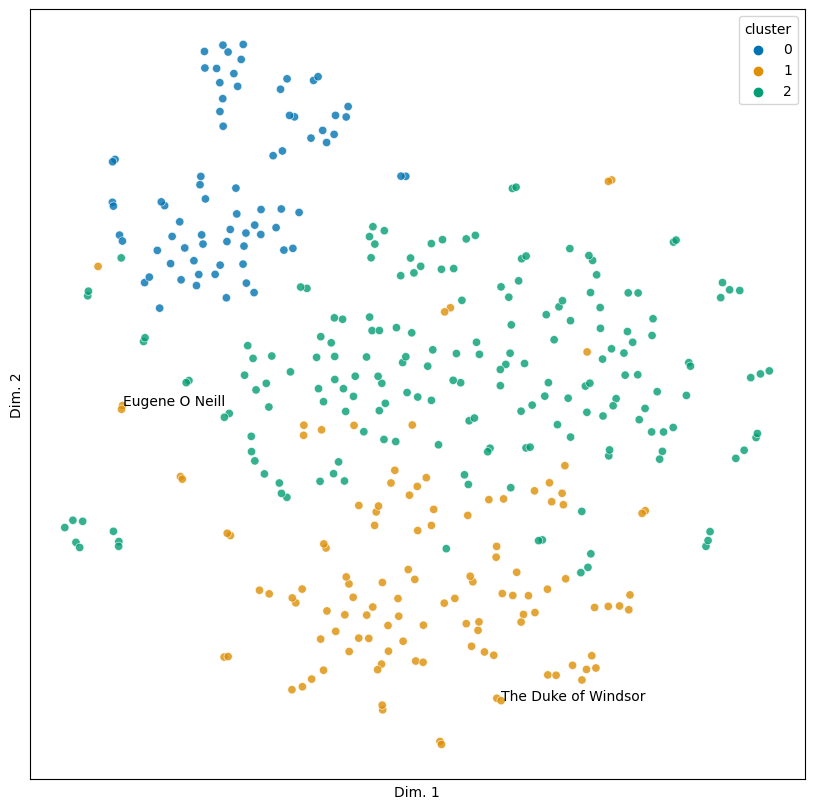 cluster
0
1
2
Eugene O Neill
The Duke of Windsor
Dim. 2
Dim. 1